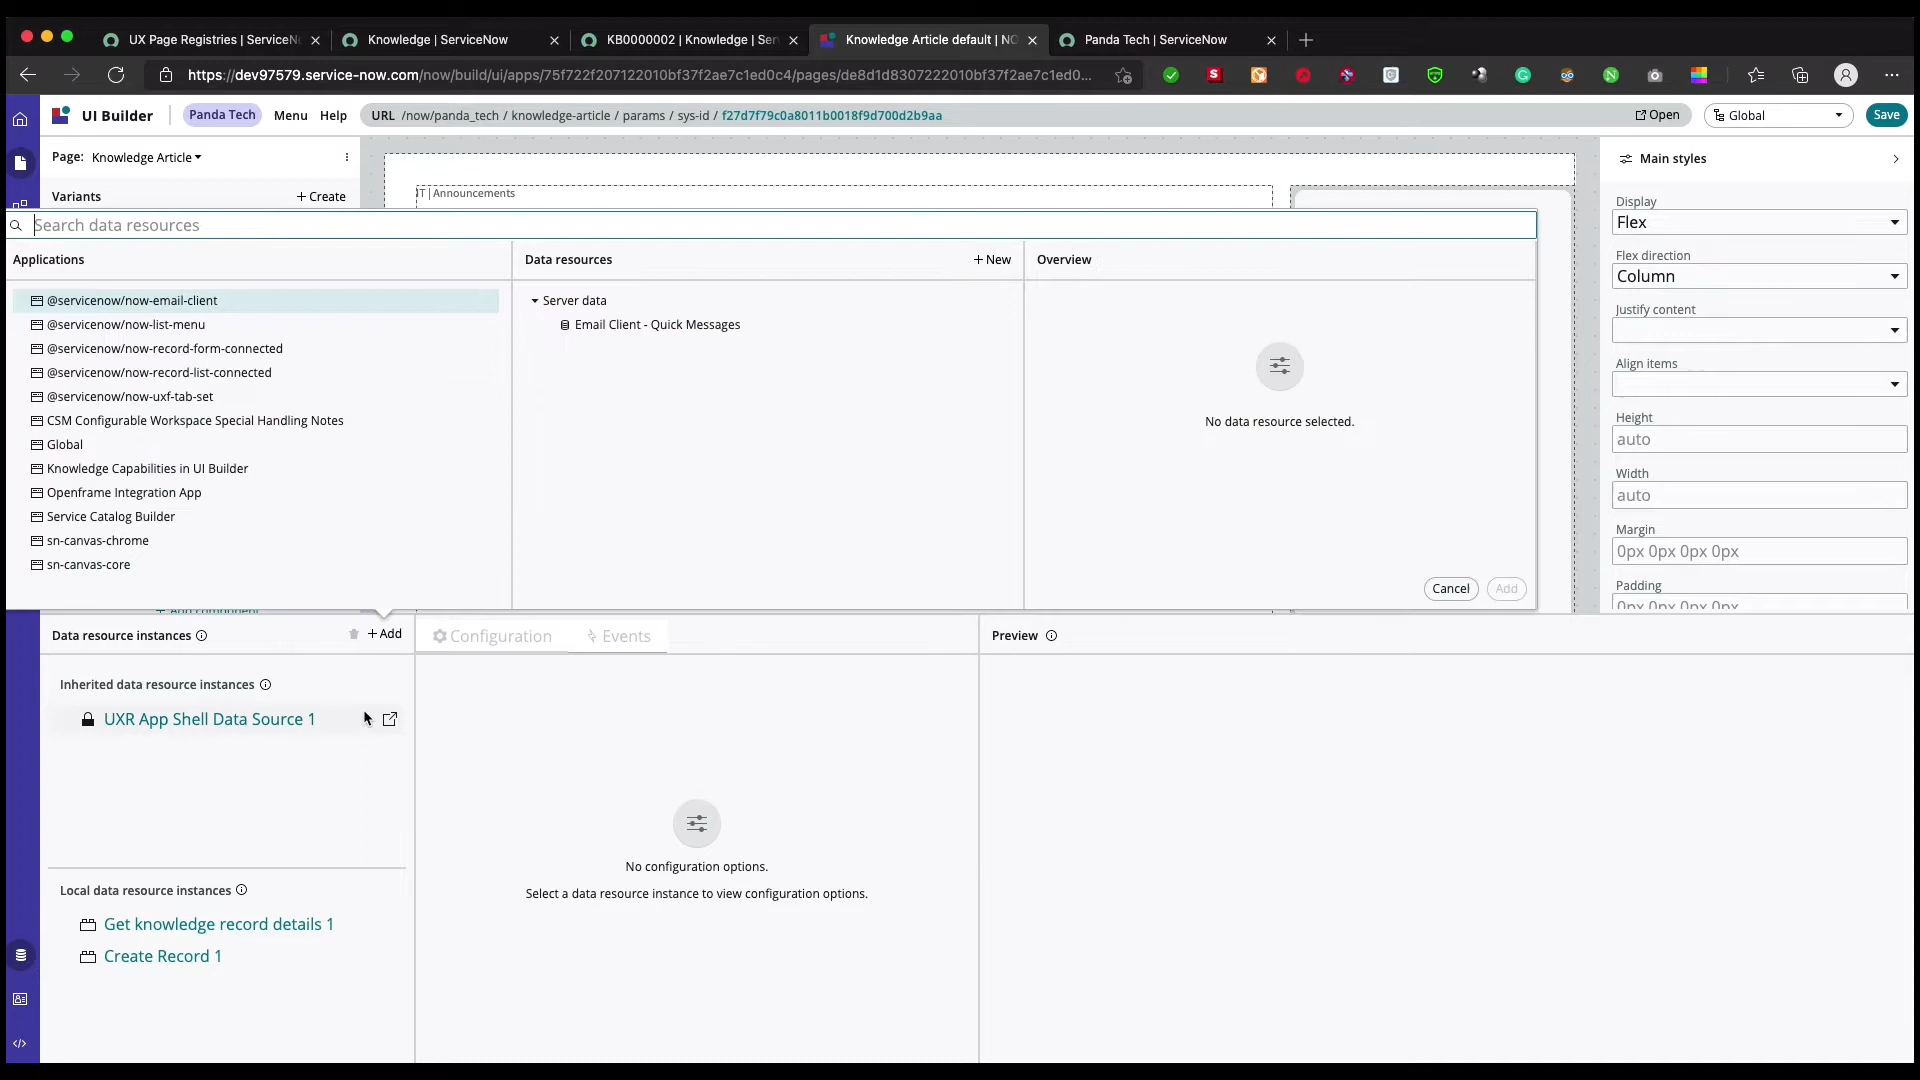 UX Page Registries | ServiceN
Knowledge | ServiceNow
KB0000002 | Knowledge | Ser
Knowledge Article default | NO
Panda Tech | ServiceNow
https://dev97579.service-now.com/now/build/ui/apps/75f722f207122010bf37f2ae7c1ed0c4/pages/de8d1d8307222010bf37f2ae7c1ed0...
UI Builder
Panda Tech
Menu
Help
URL /now/panda_tech / knowledge-article / params / sys-id / f27d7f79c0a8011b0018f9d700d2b9aa
Open
Global
Save
Page: Knowledge Article
Main styles
Variants
+ Create
IT | Announcements
Display
Flex
Search data resources
Applications
Data resources
+ New
Overview
Flex direction
Column
@servicenow/now-email-client
@servicenow/now-list-menu
@servicenow/now-record-form-connected
@servicenow/now-record-list-connected
@servicenow/now-uxf-tab-set
CSM Configurable Workspace Special Handling Notes
Global
Knowledge Capabilities in UI Builder
Openframe Integration App
Service Catalog Builder
sn-canvas-chrome
sn-canvas-core
Server data
Email Client - Quick Messages
No data resource selected.
Cancel
Add
Justify content
Align items
Height
auto
Width
auto
Margin
0px 0px 0px 0px
Padding
0px 0px 0px 0px
+ Add component
Data resource instances
+ Add
Configuration
Events
Preview
Inherited data resource instances
UXR App Shell Data Source 1
No configuration options.
Select a data resource instance to view configuration options.
Local data resource instances
Get knowledge record details 1
Create Record 1